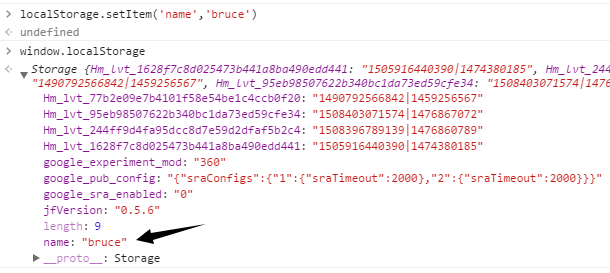 localStorage.setItem('name','bruce')
undefined
window.localStorage
Storage {Hm_lvt_1628f7c8d025473b441a8ba490edd441: "1505916440390|1474380185", Hm_lvt_244
"1490792566842|1459256567", Hm_lvt_95eb98507622b340bc1da73ed59cfe34: "1508403071574|1476
Hm_lvt_77b2e09e7b4101f58e54be1c4ccb0f20: "1490792566842|1459256567"
Hm_lvt_95eb98507622b340bc1da73ed59cfe34: "1508403071574|1476867072"
Hm_lvt_244ff9d4fa95dcc8d7e59d2dfaf5b2c4: "1508396789139|1476860789"
Hm_lvt_1628f7c8d025473b441a8ba490edd441: "1505916440390|1474380185"
google_experiment_mod: "360"
google_pub_config: "{"sraConfigs":{"1":{"sraTimeout":2000},"2":{"sraTimeout":2000}}}"
google_sra_enabled: "0"
jfVersion: "0.5.6"
length: 9
name: "bruce"
__proto__: Storage